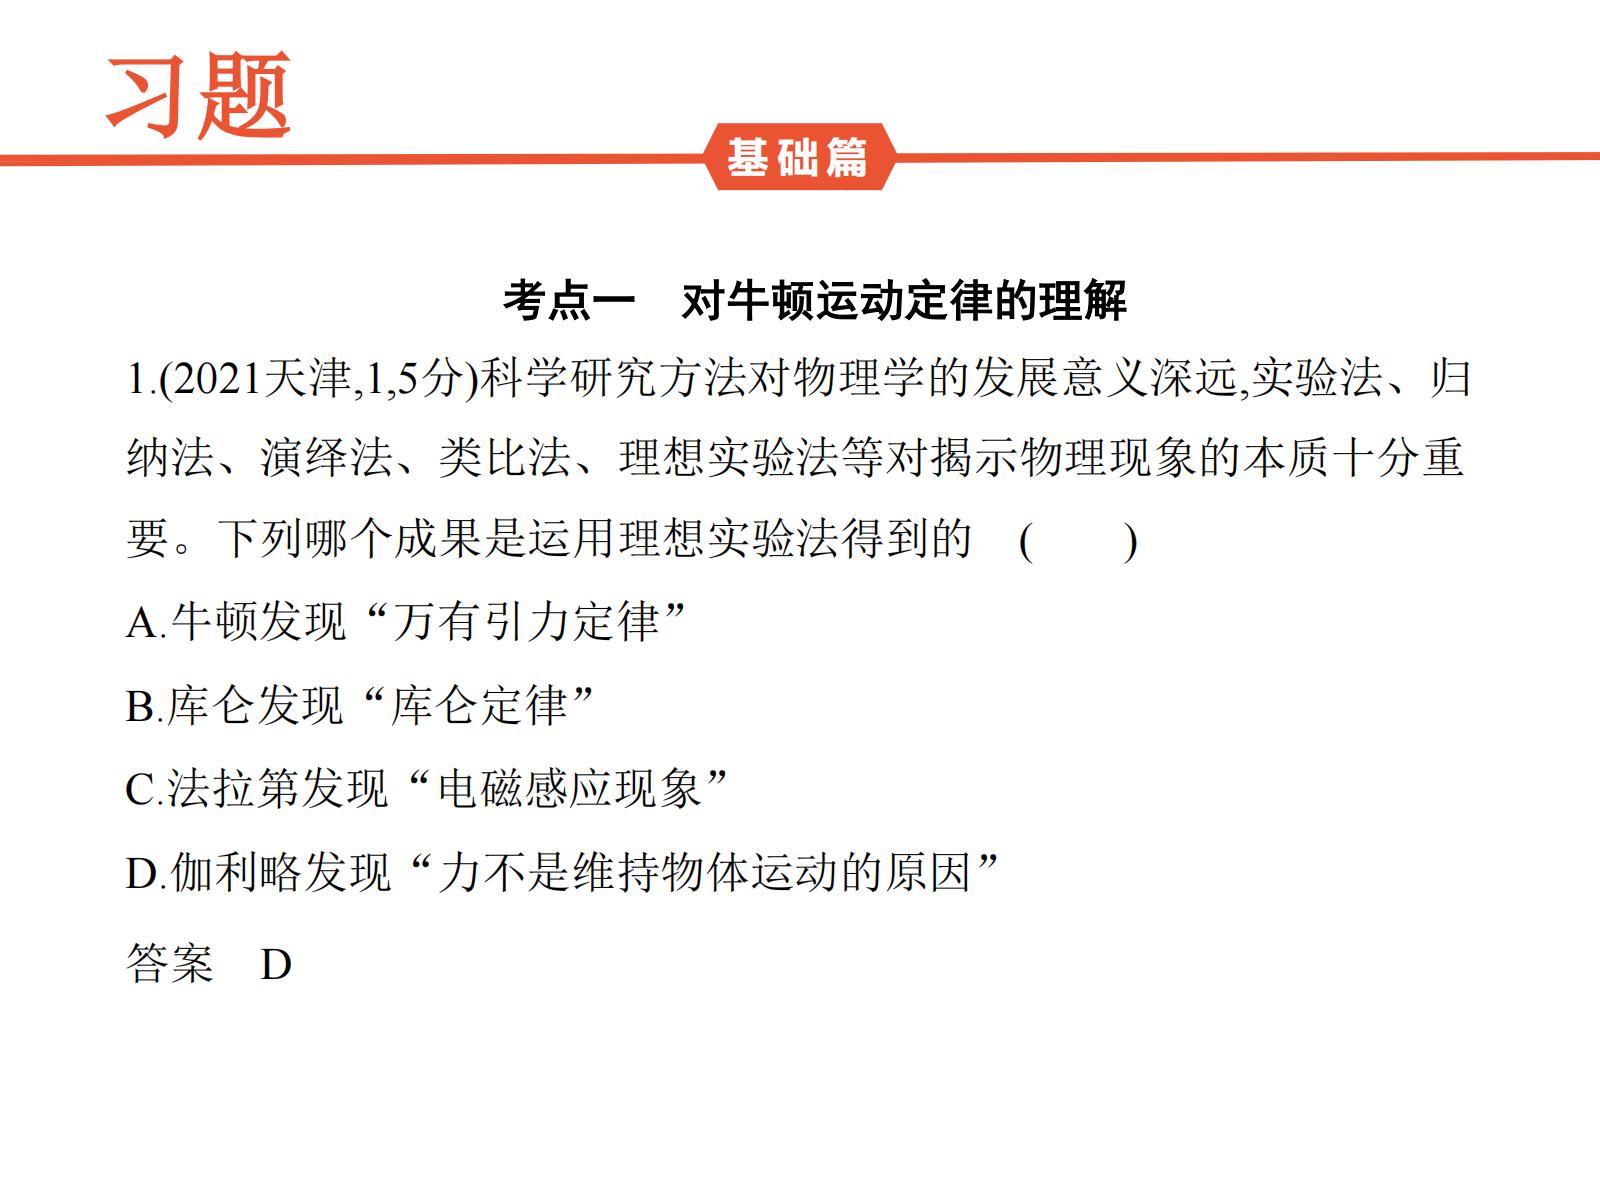 习题
基础篇
考点一　对牛顿运动定律的理解
1.(2021天津,1,5分)科学研究方法对物理学的发展意义深远,实验法、归
纳法、演绎法、类比法、理想实验法等对揭示物理现象的本质十分重
要。下列哪个成果是运用理想实验法得到的　(　　)
A.牛顿发现“万有引力定律”
B.库仑发现“库仑定律”
C.法拉第发现“电磁感应现象”
D.伽利略发现“力不是维持物体运动的原因”
答案　D